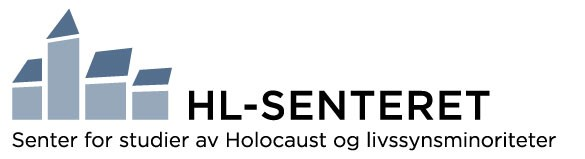 HL-SENTERET
Senter for studier av Holocaust og livssynsminoriteter